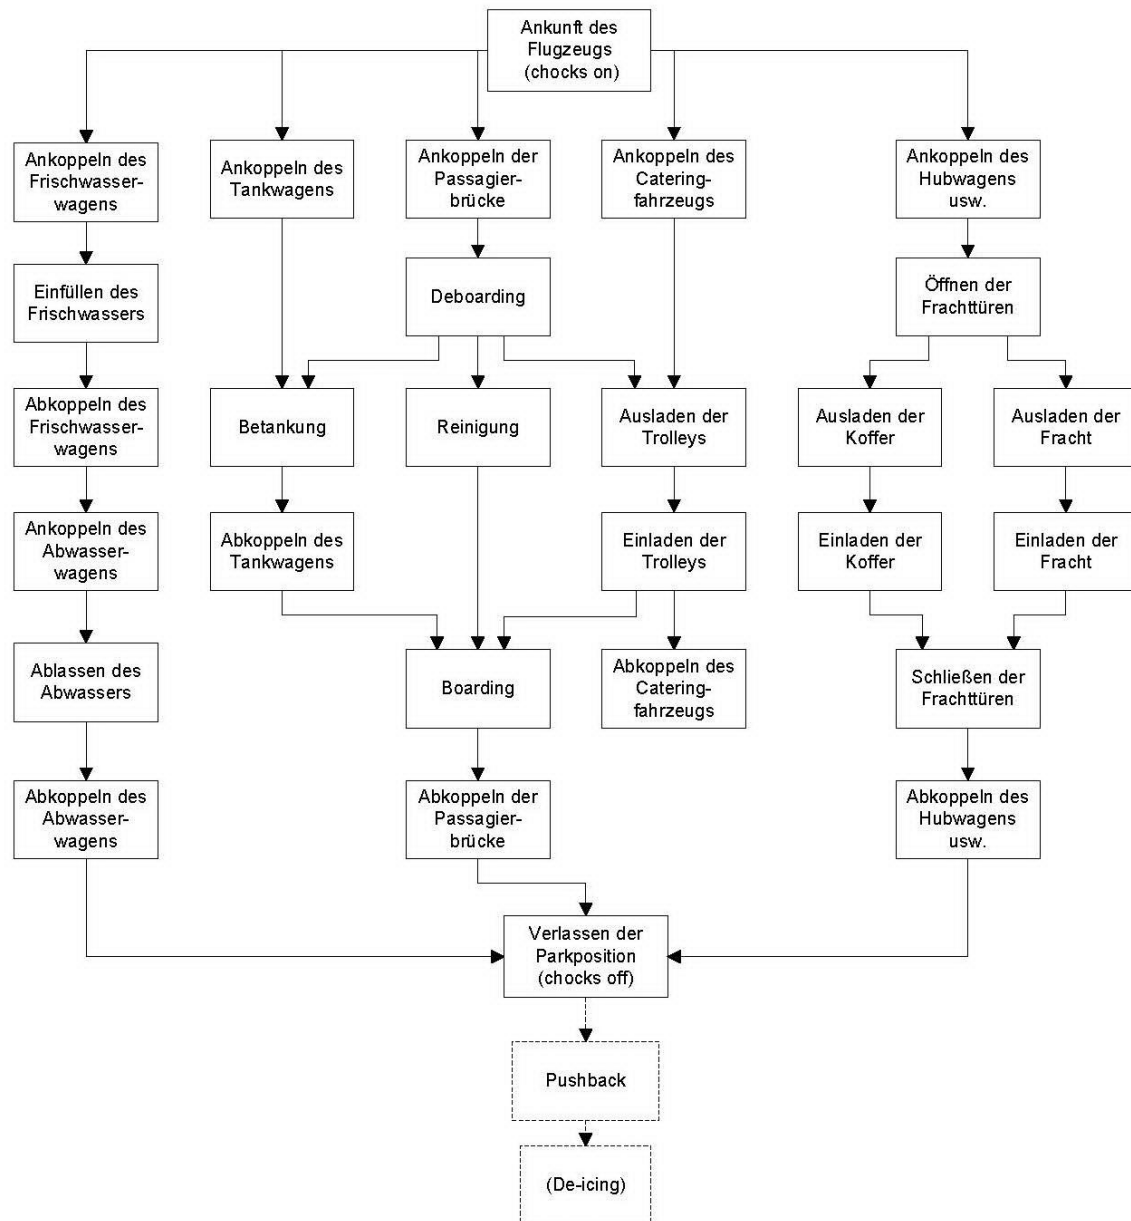 Ankunft des
Flugzeugs
(chocks on)
Ankoppeln des
Frischwasser-
wagens
Ankoppeln des
Tankwagens
Ankoppeln der
Passagier-
brücke
Ankoppeln des
Catering-
fahrzeugs
Ankoppeln des
Hubwagens
usw.
Einfüllen des
Frischwassers
Deboarding
Öffnen der
Frachttüren
Abkoppeln des
Frischwasser-
wagens
Betankung
Reinigung
Ausladen der
Trolleys
Ausladen der
Koffer
Ausladen der
Fracht
Ankoppeln des
Abwasser-
wagens
Abkoppeln des
Tankwagens
Einladen der
Trolleys
Einladen der
Koffer
Einladen der
Fracht
Ablassen des
Abwassers
Boarding
Abkoppeln des
Catering-
fahrzeugs
Schließen der
Frachttüren
Abkoppeln des
Abwasser-
wagens
Abkoppeln der
Passagier-
brücke
Abkoppeln des
Hubwagens
usw.
Verlassen der
Parkposition
(chocks off)
Pushback
(De-icing)